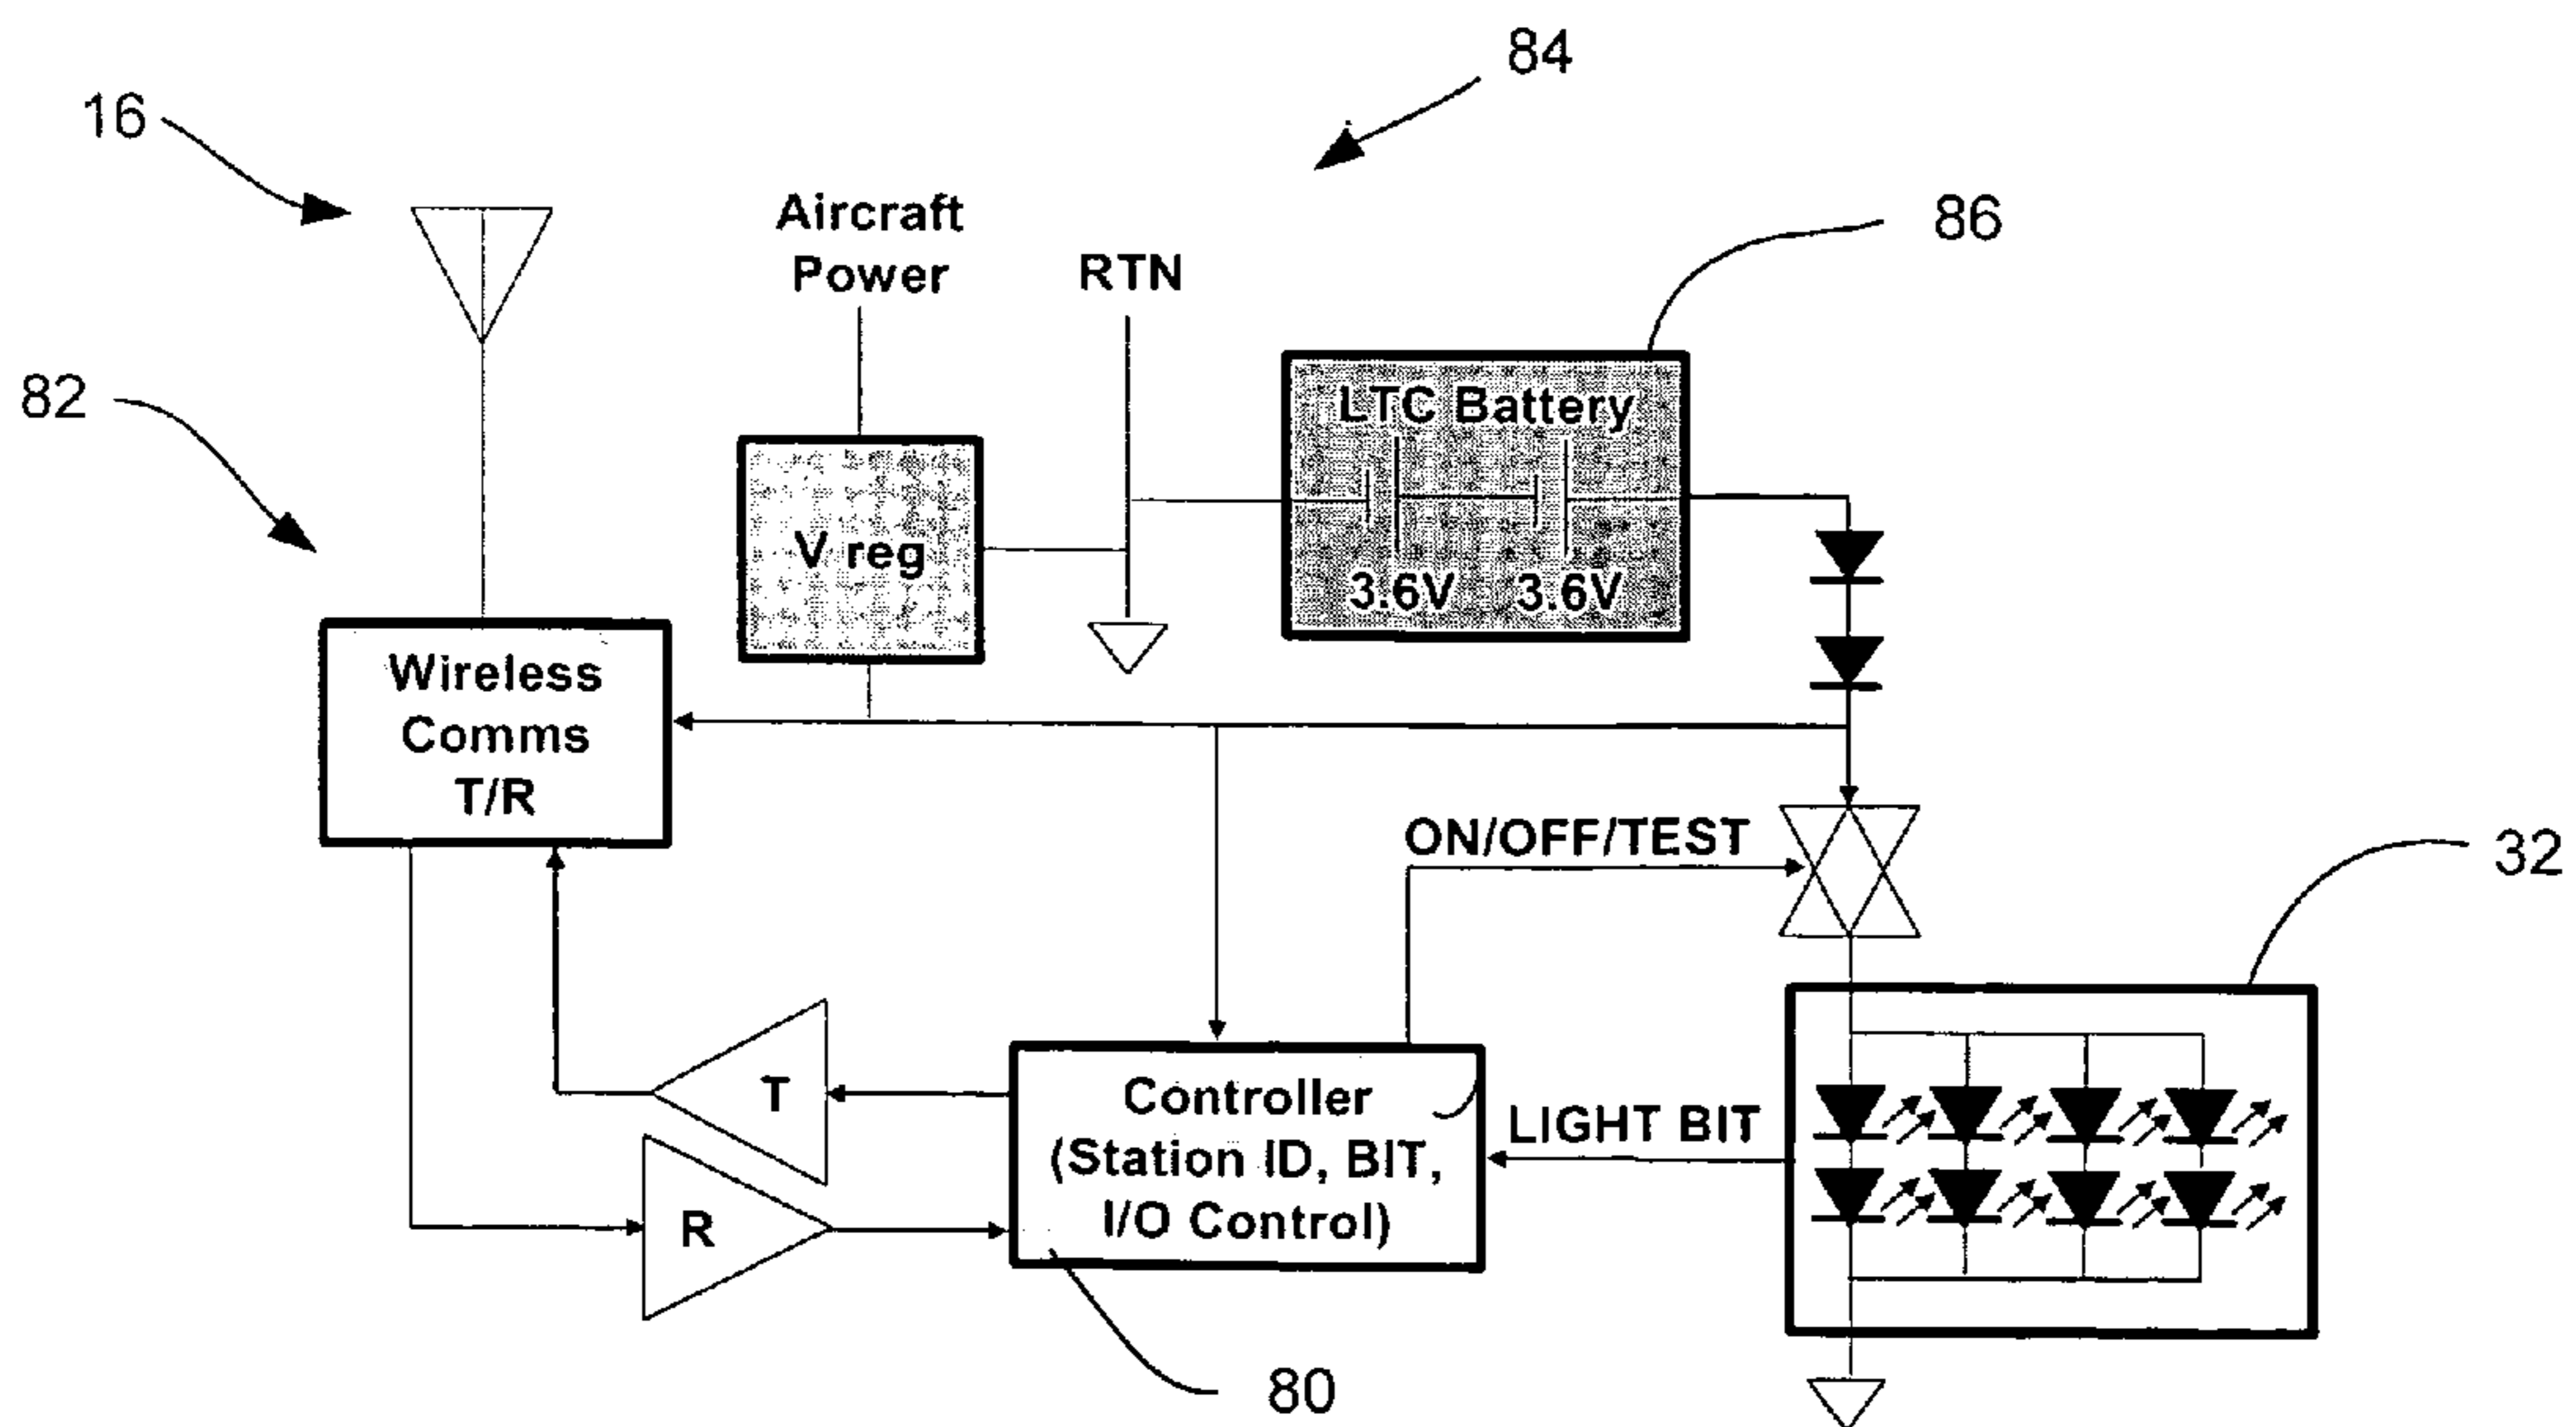 84
16
Aircraft
Power
RTN
86
82
LTC Battery
V reg
3.6V 3.6V
Wireless
Comms
T/R
ON/OFF/TEST
32
T
Controller
(Station ID, BIT,
I/O Control)
LIGHT BIT
R
80